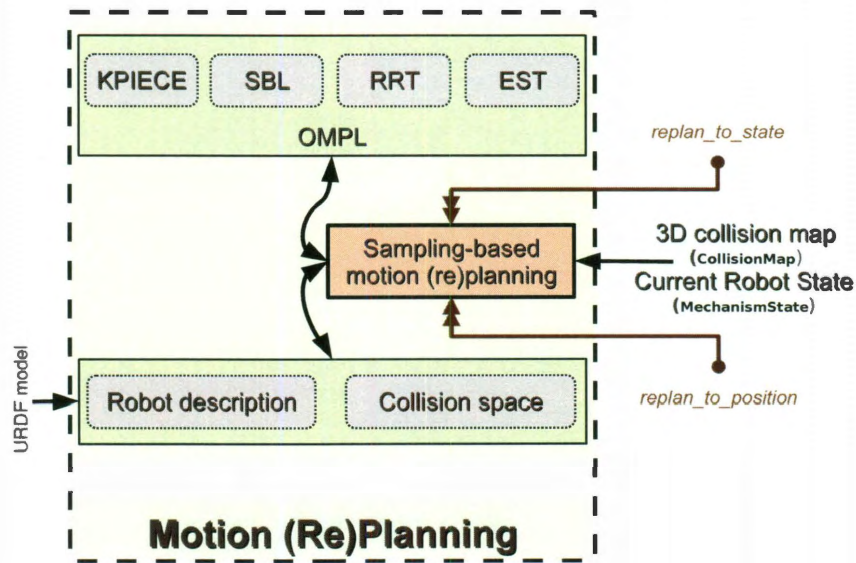 KPIECE SBL RRT EST
OMPL
replan_to_state
Sampling-based
motion (re)planning
3D collision map
(CollisionMap)
Current Robot State
(MechanismState)
replan_to_position
URDF model
Robot description Collision space
Motion (Re)Planning